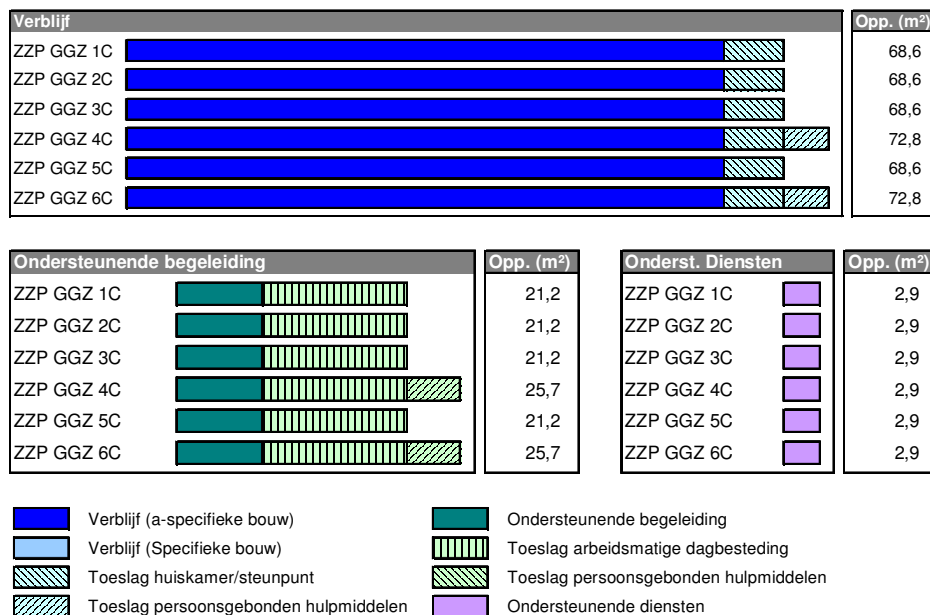 Verblijf Opp. (m²)
ZZP GGZ 1C 68,6
ZZP GGZ 2C 68,6
ZZP GGZ 3C 68,6
ZZP GGZ 4C 72,8
ZZP GGZ 5C 68,6
ZZP GGZ 6C 72,8
Ondersteunende begeleiding Opp. (m²) Onderst. Diensten Opp. (m²)
ZZP GGZ 1C 21,2 ZZP GGZ 1C 2,9
ZZP GGZ 2C 21,2 ZZP GGZ 2C 2,9
ZZP GGZ 3C 21,2 ZZP GGZ 3C 2,9
ZZP GGZ 4C 25,7 ZZP GGZ 4C 2,9
ZZP GGZ 5C 21,2 ZZP GGZ 5C 2,9
ZZP GGZ 6C 25,7 ZZP GGZ 6C 2,9
Verblijf (a-specifieke bouw) Ondersteunende begeleiding
Verblijf (Specifieke bouw) Toeslag arbeidsmatige dagbesteding
Toeslag huiskamer/steunpunt Toeslag persoonsgebonden hulpmiddelen
Toeslag persoonsgebonden hulpmiddelen Ondersteunende diensten